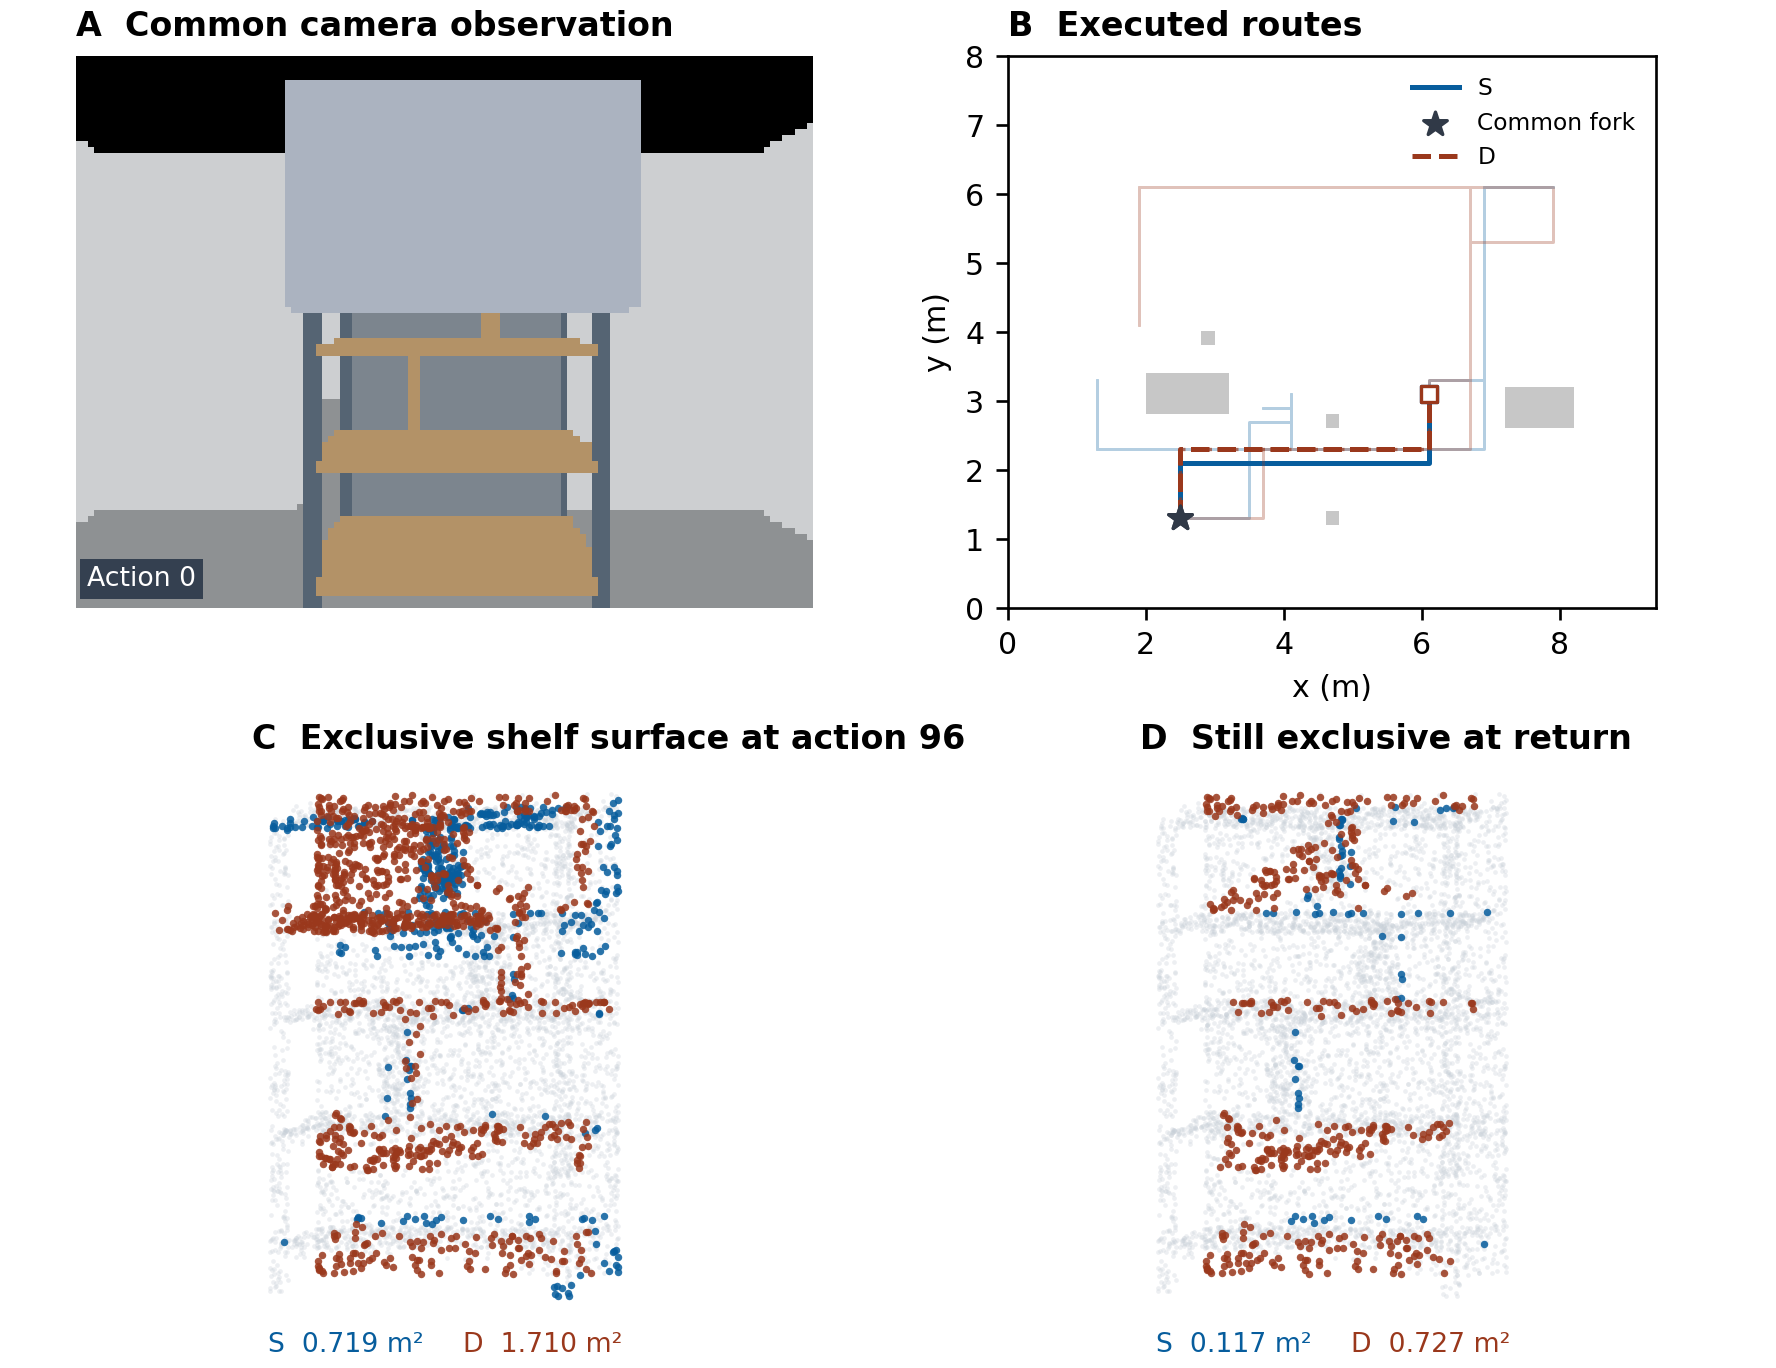 A  Common camera observation
Action 0
B  Executed routes
S
Common fork
D
8
7
6
5
4
3
2
1
0
y (m)
0 2 4 6 8
x (m)
C  Exclusive shelf surface at action 96
S  0.719 m²  D  1.710 m²
D  Still exclusive at return
S  0.117 m²  D  0.727 m²